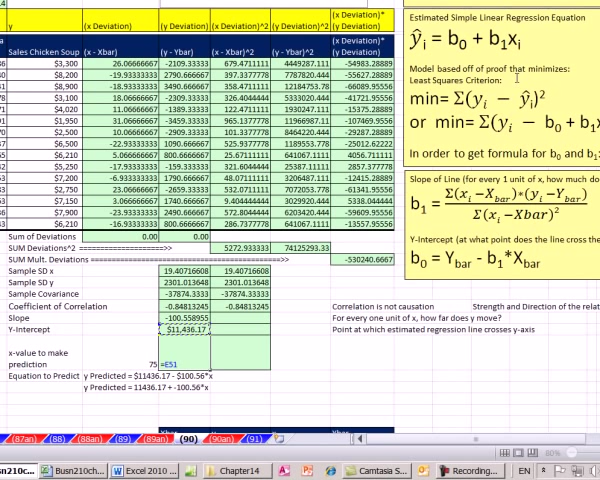 y (x Deviation) (y Deviation) (x Deviation)^2 (y Deviation)^2 (x Deviation)* (y Deviation)
Sales Chicken Soup (x - Xbar) (y - Ybar) (x - Xbar)^2 (y - Ybar)^2 (x Deviation)* (y Deviation)
36 $3,300 26.06666667 -2109.33333 679.4711111 4449287.111 -54983.28889
30 $8,200 -19.93333333 2790.666667 397.3377778 7787820.444 -55627.28889
31 $8,900 -18.93333333 3490.666667 358.4711111 12184753.78 -66089.95556
38 $3,100 18.06666667 -2309.33333 326.4044444 5333020.444 -41721.95556
71 $4,020 11.06666667 -1389.33333 122.4711111 1930247.111 -15375.28889
$1,950 31.06666667 -3459.33333 965.1377778 11966987.11 -107469.9556
70 $2,500 10.06666667 -2909.33333 101.3377778 8464220.444 -29287.28889
$6,500 -22.93333333 1090.666667 525.9377778 1189553.778 -25012.62222
65 $6,210 5.06666667 800.6666667 25.67111111 641067.1111 4056.711111
$5,250 -17.93333333 -159.333333 321.6044444 25387.11111 2857.377778
53 $7,200 -6.93333333 1790.666667 48.07111111 3206487.111 -12415.28889
33 $2,750 23.06666667 -2659.33333 532.0711111 7072053.778 -61341.95556
53 $7,150 3.06666667 1740.666667 9.404444444 3029920.444 5338.044444
36 $7,900 -23.93333333 2490.666667 572.8044444 6203420.444 -59609.95556
43 $6,210 -16.93333333 800.6666667 286.7377778 641067.1111 -13557.95556
Sum of Deviations 0.00 0.00
SUM Deviations^2 ====================>> 5272.933333 74125293.33
SUM Mult. Deviations ==========================================>> -530240.6667
Sample SD x 19.40716608 19.40716608
Sample SD y 2301.013648 2301.013648
Sample Covariance -37874.3333 -37874.3333
Coefficient of Correlation -0.84813245 -0.84813245
Slope -100.558955
Y-Intercept $11,436.17
x-value to make
prediction 75 =E51
Equation to Predict y Predicted = $11436.17 - $100.56*x
y Predicted = 11436.17 + -100.56*x
Correlation is not causation Strength and Direction of the relat
For every one unit of x, how far does y move?
Point at which estimated regression line crosses y-axis
Estimated Simple Linear Regression Equation
ŷi = b0 + b1xi
Model based off of proof that minimizes:
Least Squares Criterion:
min= Σ(yi − ŷi)²
or min= Σ(yi − b0 + b1x
In order to get formula for b0 and b1,
Slope of Line (for every 1 unit of x, how much do
b1 = Σ(xi−Xbar)*(yi−Ybar) / Σ(xi−Xbar)²
Y-Intercept (at what point does the line cross the
b0 = Ybar - b1*Xbar
(87an) (88) (88an) (89) (89an) (90) (90an) (91)
80%
sn210c... Busn210ch... Excel 2010 ... Chapter14 Camtasia S... Recording... EN